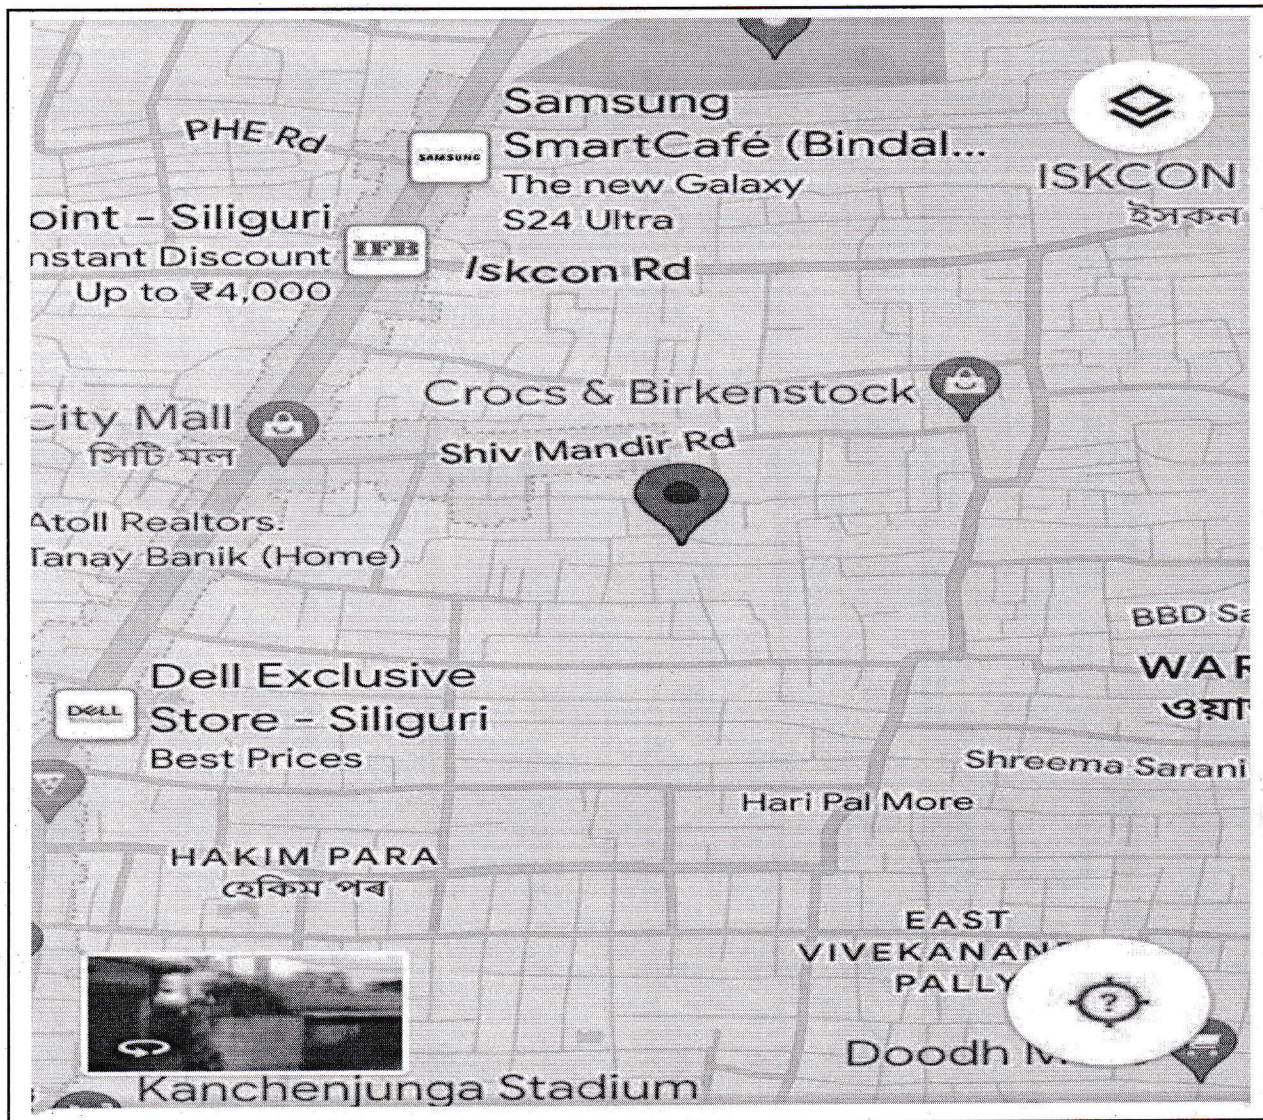 PHE Rd
SAMSUNG
Samsung
SmartCafé (Bindal...
The new Galaxy
S24 Ultra
ISKCON
ইসকন
oint - Siliguri
nstant Discount
Up to ₹4,000
IFB
Iskcon Rd
Crocs & Birkenstock
City Mall
সিটি মল
Shiv Mandir Rd
Atoll Realtors.
Tanay Banik (Home)
BBD Sa
WAR
ওয়া
DELL
Dell Exclusive
Store - Siliguri
Best Prices
Shreema Sarani
Hari Pal More
HAKIM PARA
হেকিম পৰ
EAST
VIVEKANAN
PALLY
?
Doodh M
Kanchenjunga Stadium